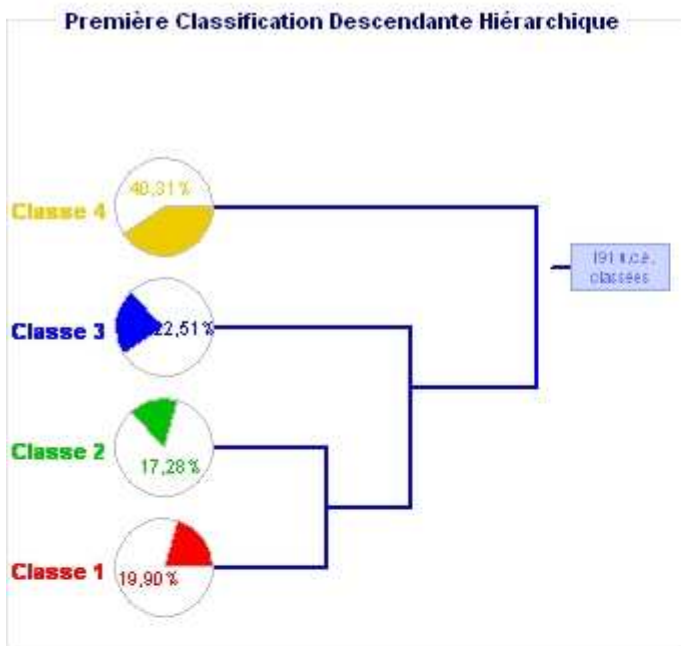 Première Classification Descendante Hiérarchique
40,31%
Classe 4
191 u.c.e.
classées
Classe 3
22,51%
Classe 2
17,28%
Classe 1
19,90%